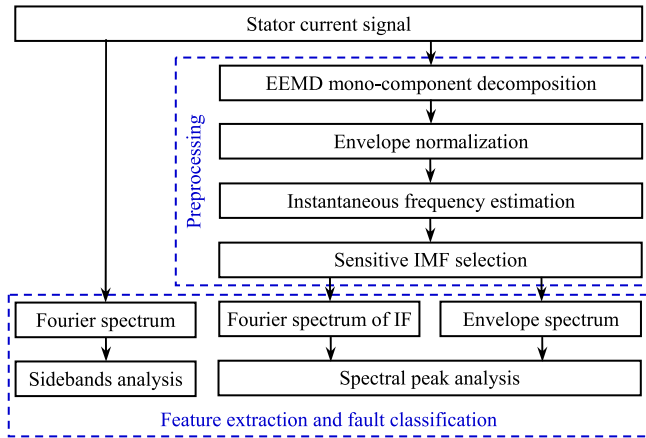 Stator current signal
EEMD mono-component decomposition
Envelope normalization
Preprocessing
Instantaneous frequency estimation
Sensitive IMF selection
Fourier spectrum
Fourier spectrum of IF
Envelope spectrum
Sidebands analysis
Spectral peak analysis
Feature extraction and fault classification